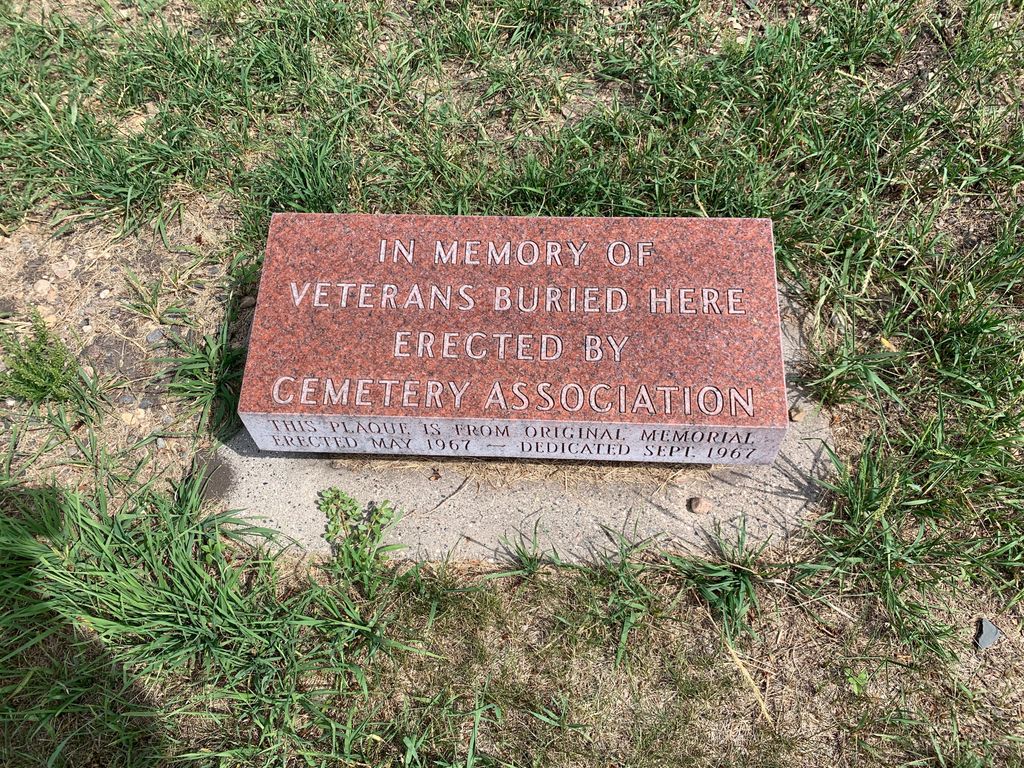 IN MEMORY OF
VETERANS BURIED HERE
ERECTED BY
CEMETERY ASSOCIATION
THIS PLAQUE IS FROM ORIGINAL MEMORIAL
ERECTED MAY 1967 — DEDICATED SEPT. 1967